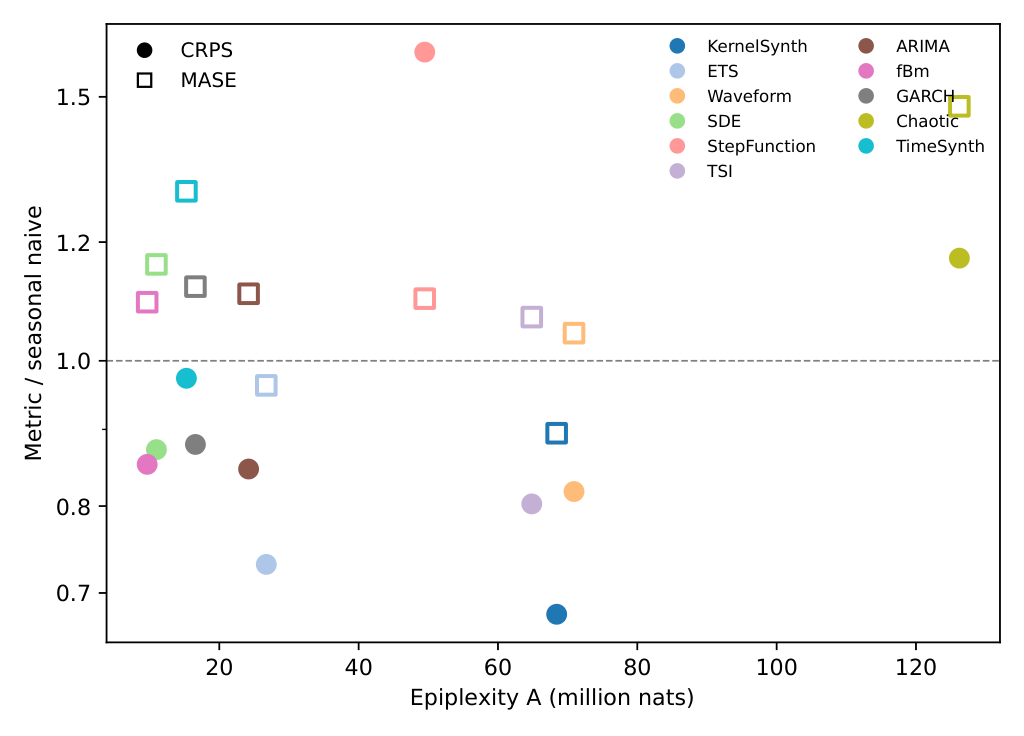 CRPS
MASE
KernelSynth
ETS
Waveform
SDE
StepFunction
TSI
ARIMA
fBm
GARCH
Chaotic
TimeSynth
Metric / seasonal naive
1.5
1.2
1.0
0.8
0.7
20 40 60 80 100 120
Epiplexity A (million nats)